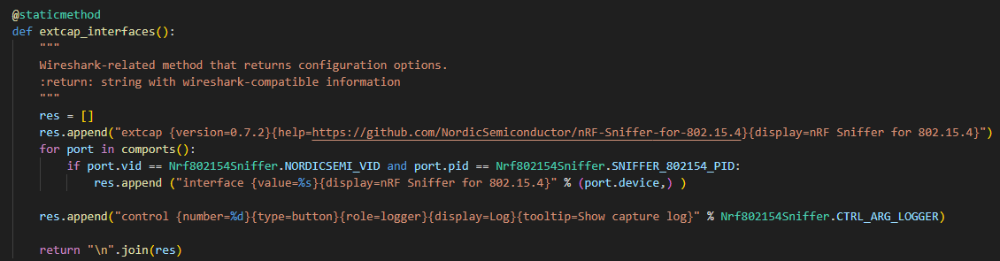 @staticmethod
def extcap_interfaces():
    """
    Wireshark-related method that returns configuration options.
    :return: string with wireshark-compatible information
    """
    res = []
    res.append("extcap {version=0.7.2}{help=https://github.com/NordicSemiconductor/nRF-Sniffer-for-802.15.4}{display=nRF Sniffer for 802.15.4}")
    for port in comports():
        if port.vid == Nrf802154Sniffer.NORDICSEMI_VID and port.pid == Nrf802154Sniffer.SNIFFER_802154_PID:
            res.append ("interface {value=%s}{display=nRF Sniffer for 802.15.4}" % (port.device,) )

    res.append("control {number=%d}{type=button}{role=logger}{display=Log}{tooltip=Show capture log}" % Nrf802154Sniffer.CTRL_ARG_LOGGER)

    return "\n".join(res)